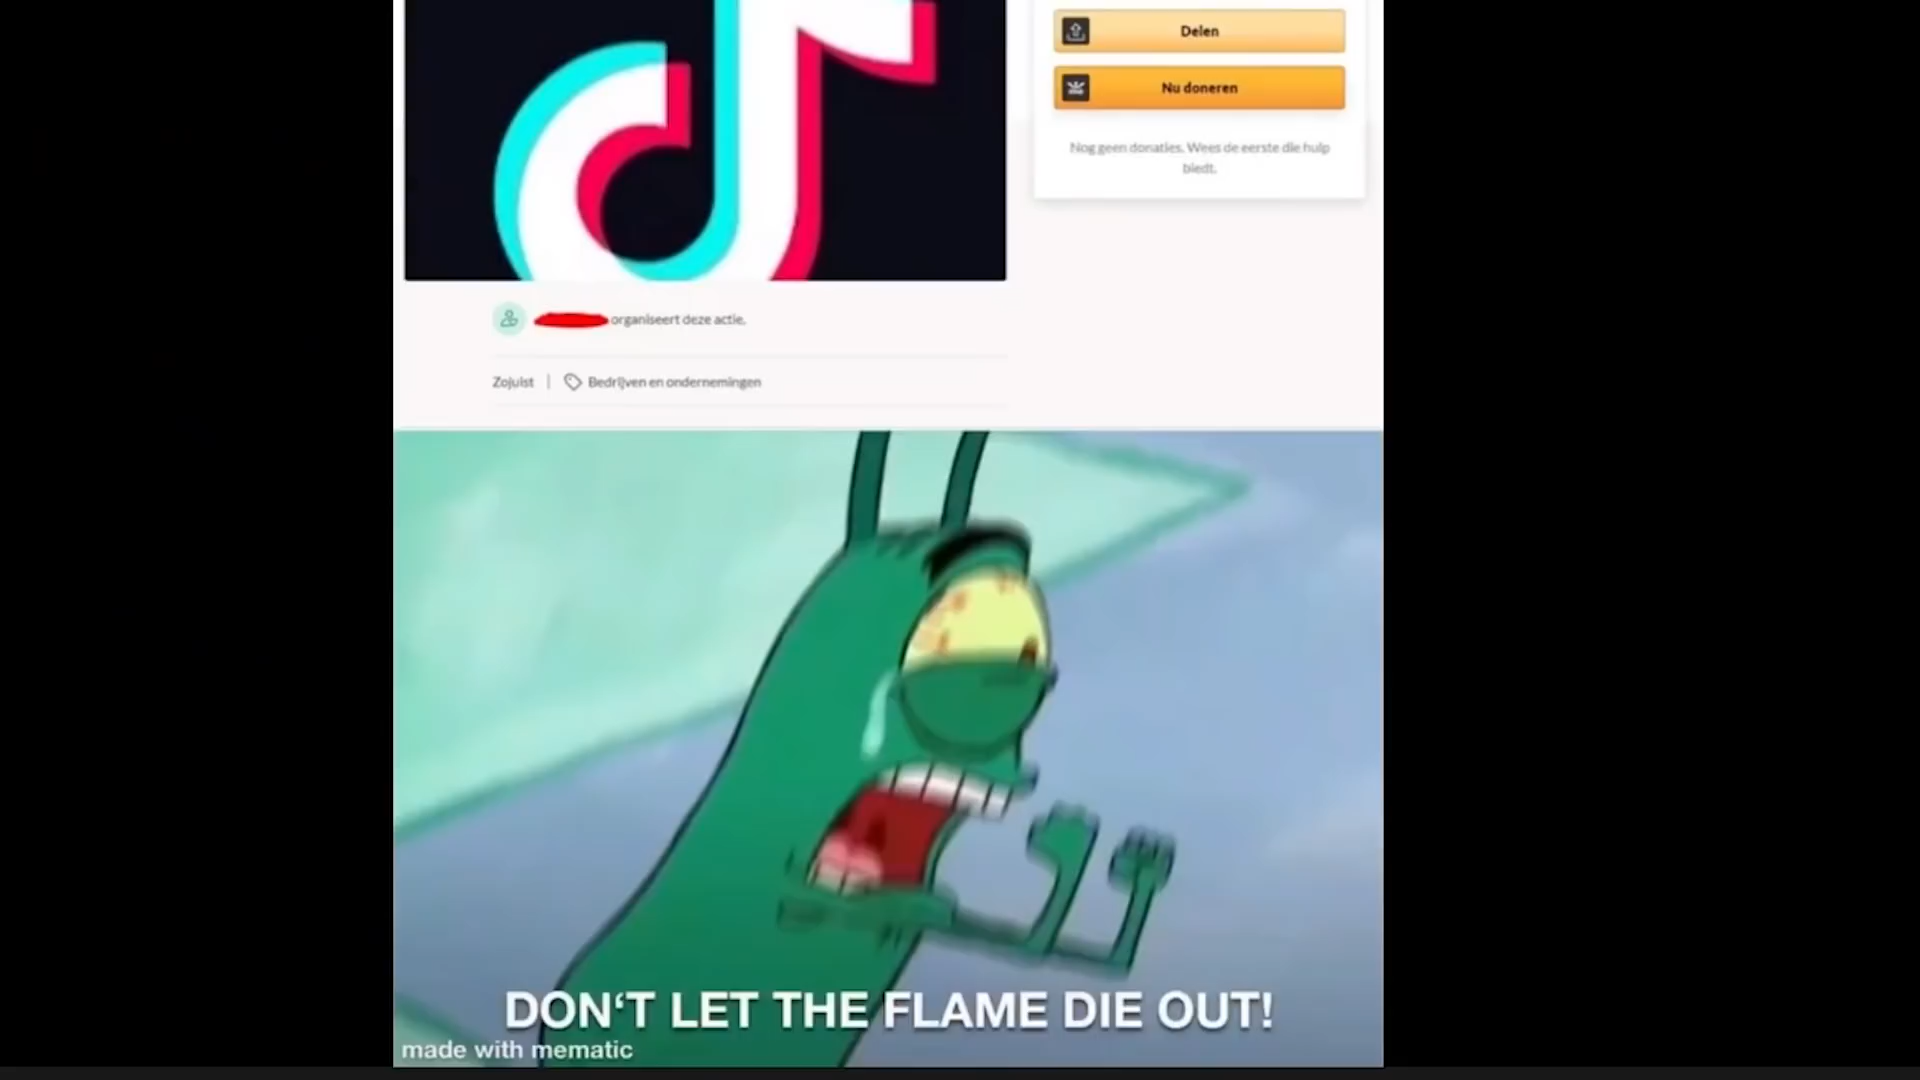 Delen
Nu doneren
Nog geen donaties. Wees de eerste die hulp
biedt.
organiseert deze actie.
Zojuist | Bedrijven en ondernemingen
DON‘T LET THE FLAME DIE OUT!
made with mematic